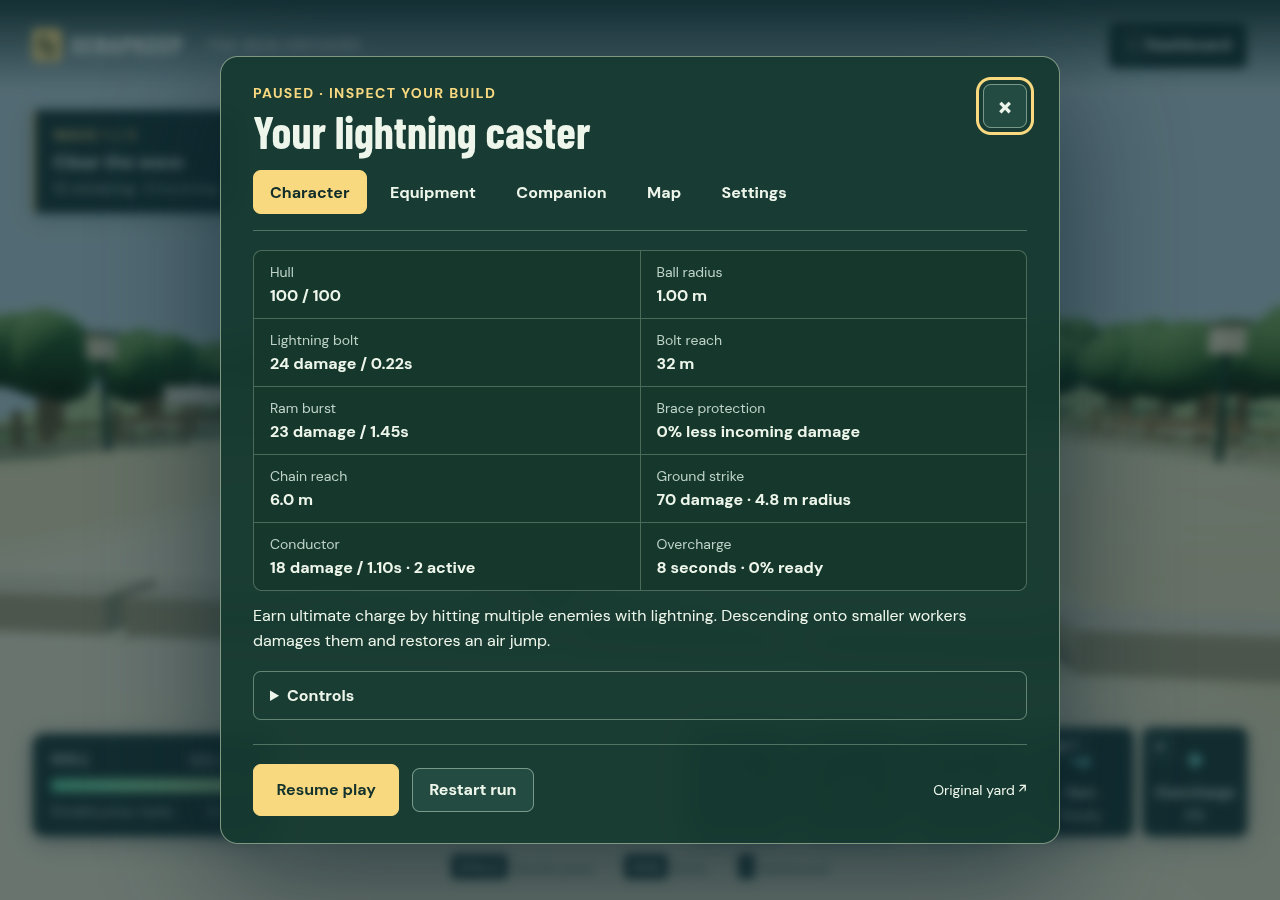 PAUSED · INSPECT YOUR BUILD
Your lightning caster
×
Character Equipment Companion Map Settings
Hull
100 / 100
Ball radius
1.00 m
Lightning bolt
24 damage / 0.22s
Bolt reach
32 m
Ram burst
23 damage / 1.45s
Brace protection
0% less incoming damage
Chain reach
6.0 m
Ground strike
70 damage · 4.8 m radius
Conductor
18 damage / 1.10s · 2 active
Overcharge
8 seconds · 0% ready
Earn ultimate charge by hitting multiple enemies with lightning. Descending onto smaller workers
damages them and restores an air jump.
▶ Controls
Resume play
Restart run
Original yard ↗